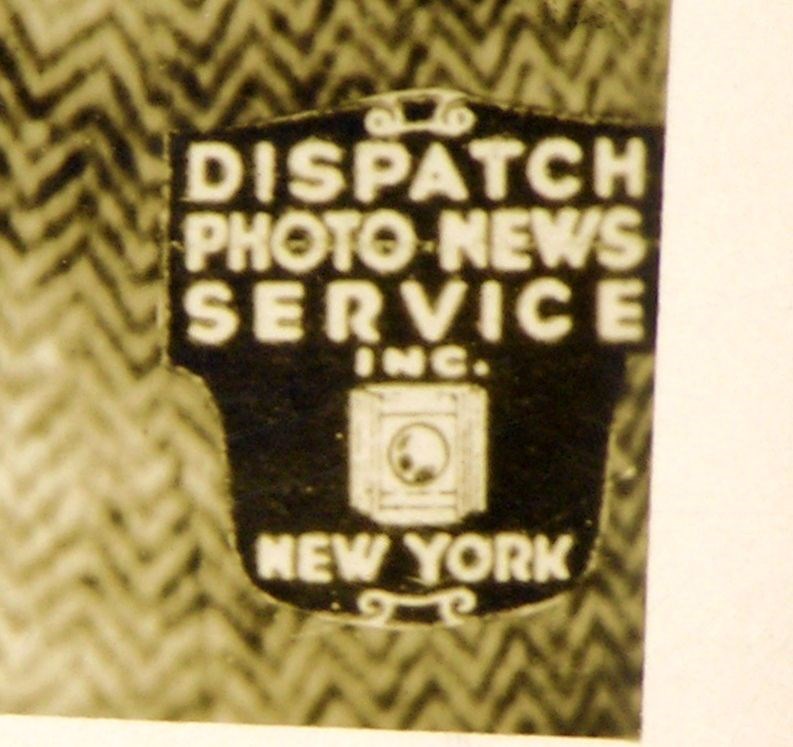 DISPATCH
PHOTO-NEWS
SERVICE
INC.
NEW YORK